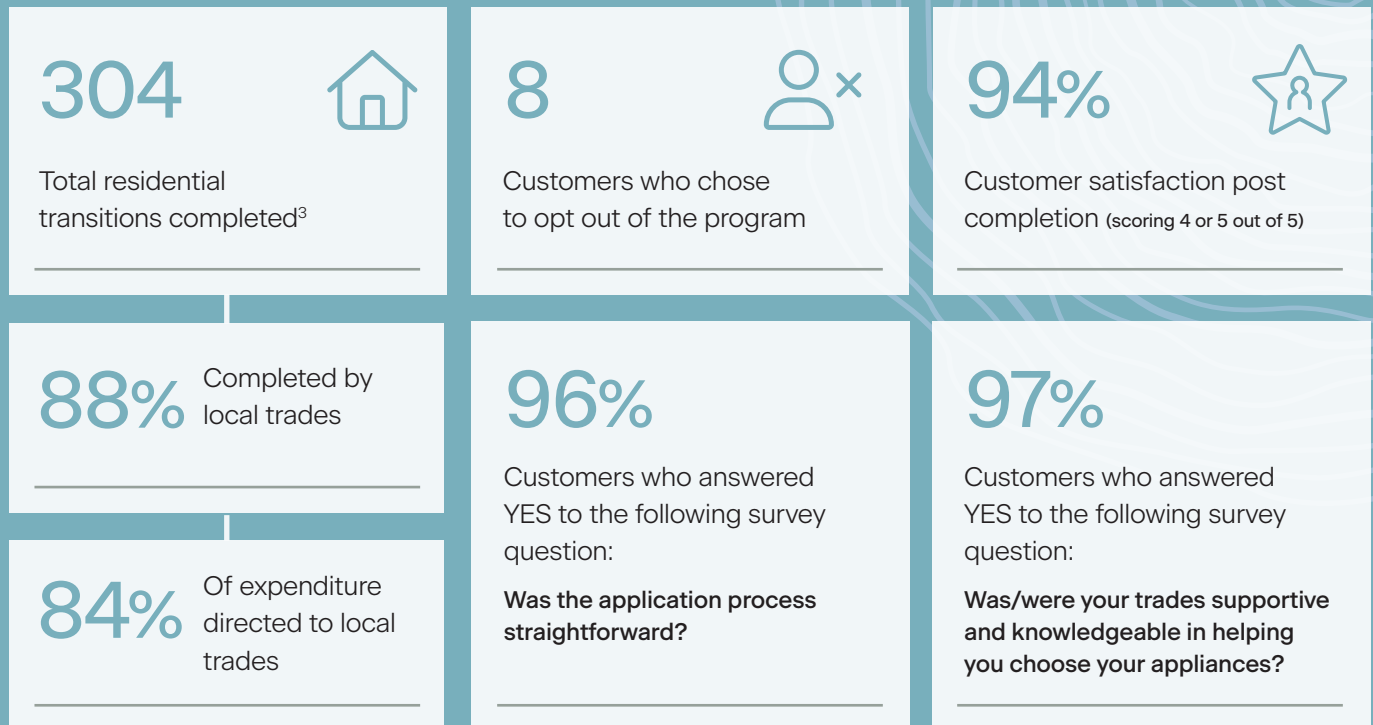 304
Total residential
transitions completed³
8
Customers who chose
to opt out of the program
94%
Customer satisfaction post
completion (scoring 4 or 5 out of 5)
88%
Completed by
local trades
84%
Of expenditure
directed to local
trades
96%
Customers who answered
YES to the following survey
question:
Was the application process
straightforward?
97%
Customers who answered
YES to the following survey
question:
Was/were your trades supportive
and knowledgeable in helping
you choose your appliances?